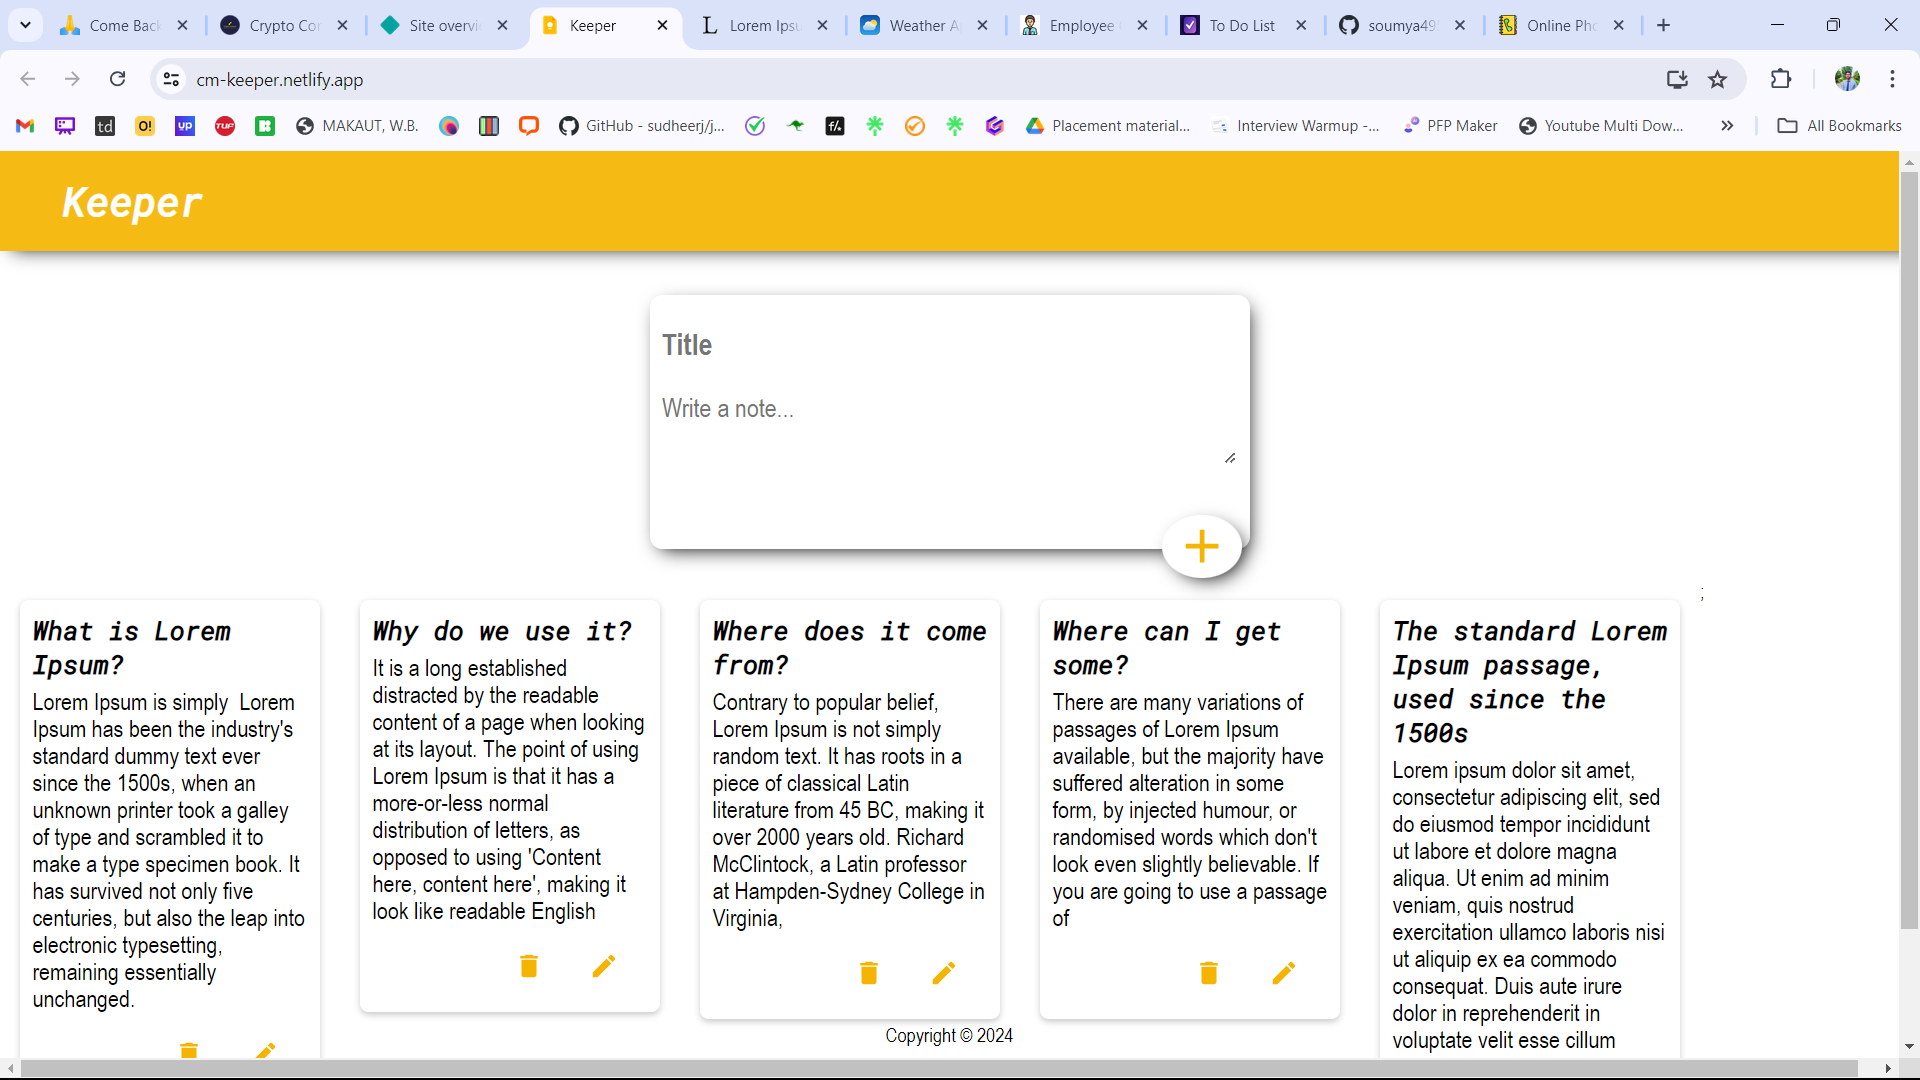 Come Back
Crypto Cor
Site overvi
Keeper
Lorem Ipsu
Weather A
Employee
To Do List
soumya49
Online Pho
cm-keeper.netlify.app
td
O!
up
TUF
MAKAUT, W.B.
GitHub - sudheerj/j...
f/\
Placement material...
Interview Warmup -...
PFP Maker
Youtube Multi Dow...
All Bookmarks
Keeper
Title
Write a note...
;
What is Lorem
Ipsum?
Lorem Ipsum is simply  Lorem
Ipsum has been the industry's
standard dummy text ever
since the 1500s, when an
unknown printer took a galley
of type and scrambled it to
make a type specimen book. It
has survived not only five
centuries, but also the leap into
electronic typesetting,
remaining essentially
unchanged.
Why do we use it?
It is a long established
distracted by the readable
content of a page when looking
at its layout. The point of using
Lorem Ipsum is that it has a
more-or-less normal
distribution of letters, as
opposed to using 'Content
here, content here', making it
look like readable English
Where does it come
from?
Contrary to popular belief,
Lorem Ipsum is not simply
random text. It has roots in a
piece of classical Latin
literature from 45 BC, making it
over 2000 years old. Richard
McClintock, a Latin professor
at Hampden-Sydney College in
Virginia,
Where can I get
some?
There are many variations of
passages of Lorem Ipsum
available, but the majority have
suffered alteration in some
form, by injected humour, or
randomised words which don't
look even slightly believable. If
you are going to use a passage
of
The standard Lorem
Ipsum passage,
used since the
1500s
Lorem ipsum dolor sit amet,
consectetur adipiscing elit, sed
do eiusmod tempor incididunt
ut labore et dolore magna
aliqua. Ut enim ad minim
veniam, quis nostrud
exercitation ullamco laboris nisi
ut aliquip ex ea commodo
consequat. Duis aute irure
dolor in reprehenderit in
voluptate velit esse cillum
Copyright © 2024